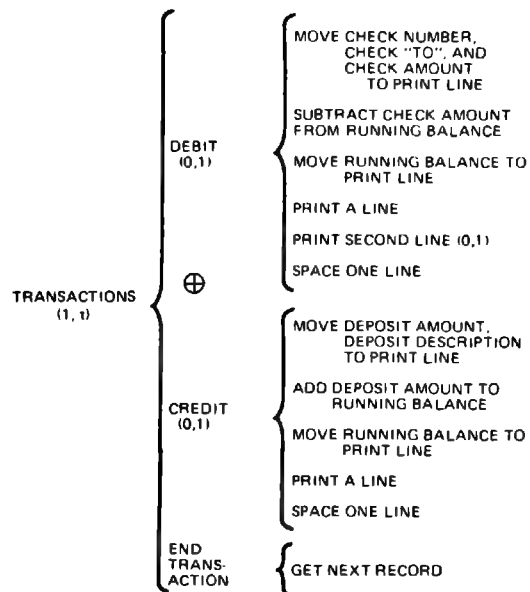 TRANSACTIONS
(1, t)
DEBIT
(0,1)
MOVE CHECK NUMBER,
CHECK "TO", AND
CHECK AMOUNT
TO PRINT LINE
SUBTRACT CHECK AMOUNT
FROM RUNNING BALANCE
MOVE RUNNING BALANCE TO
PRINT LINE
PRINT A LINE
PRINT SECOND LINE (0,1)
SPACE ONE LINE
⊕
CREDIT
(0,1)
MOVE DEPOSIT AMOUNT,
DEPOSIT DESCRIPTION
TO PRINT LINE
ADD DEPOSIT AMOUNT TO
RUNNING BALANCE
MOVE RUNNING BALANCE TO
PRINT LINE
PRINT A LINE
SPACE ONE LINE
END
TRANS-
ACTION
GET NEXT RECORD